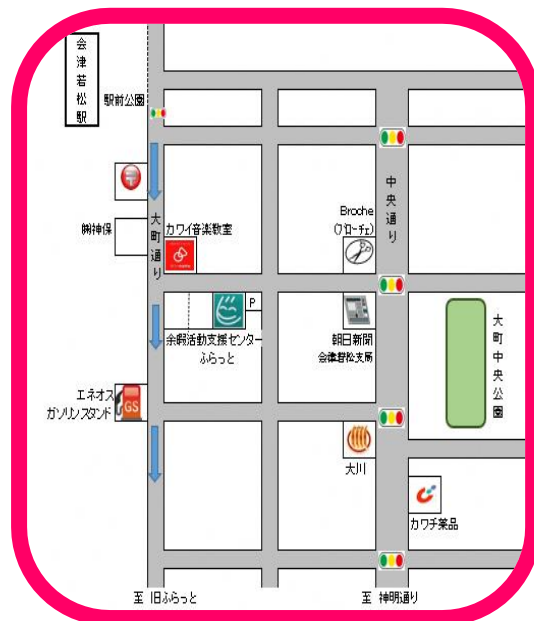 会津若松駅
駅前公園
㈱神保
大町通り
カワイ音楽教室
Broche
(ブローチェ)
中央通り
P
余暇活動支援センター
ふらっと
朝日新聞
会津若松支局
大町中央公園
エネオス
ガソリンスタンド
GS
大川
カワチ薬品
至 旧ふらっと
至 神明通り